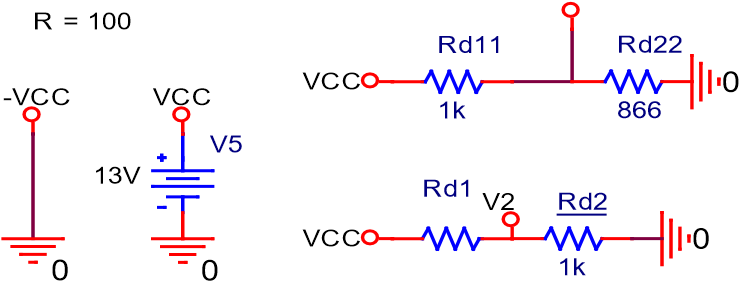 R = 100
-VCC
VCC
V5
+
13V
-
0
0
Rd11
Rd22
VCC
1k
866
0
Rd1
V2
Rd2
VCC
1k
0